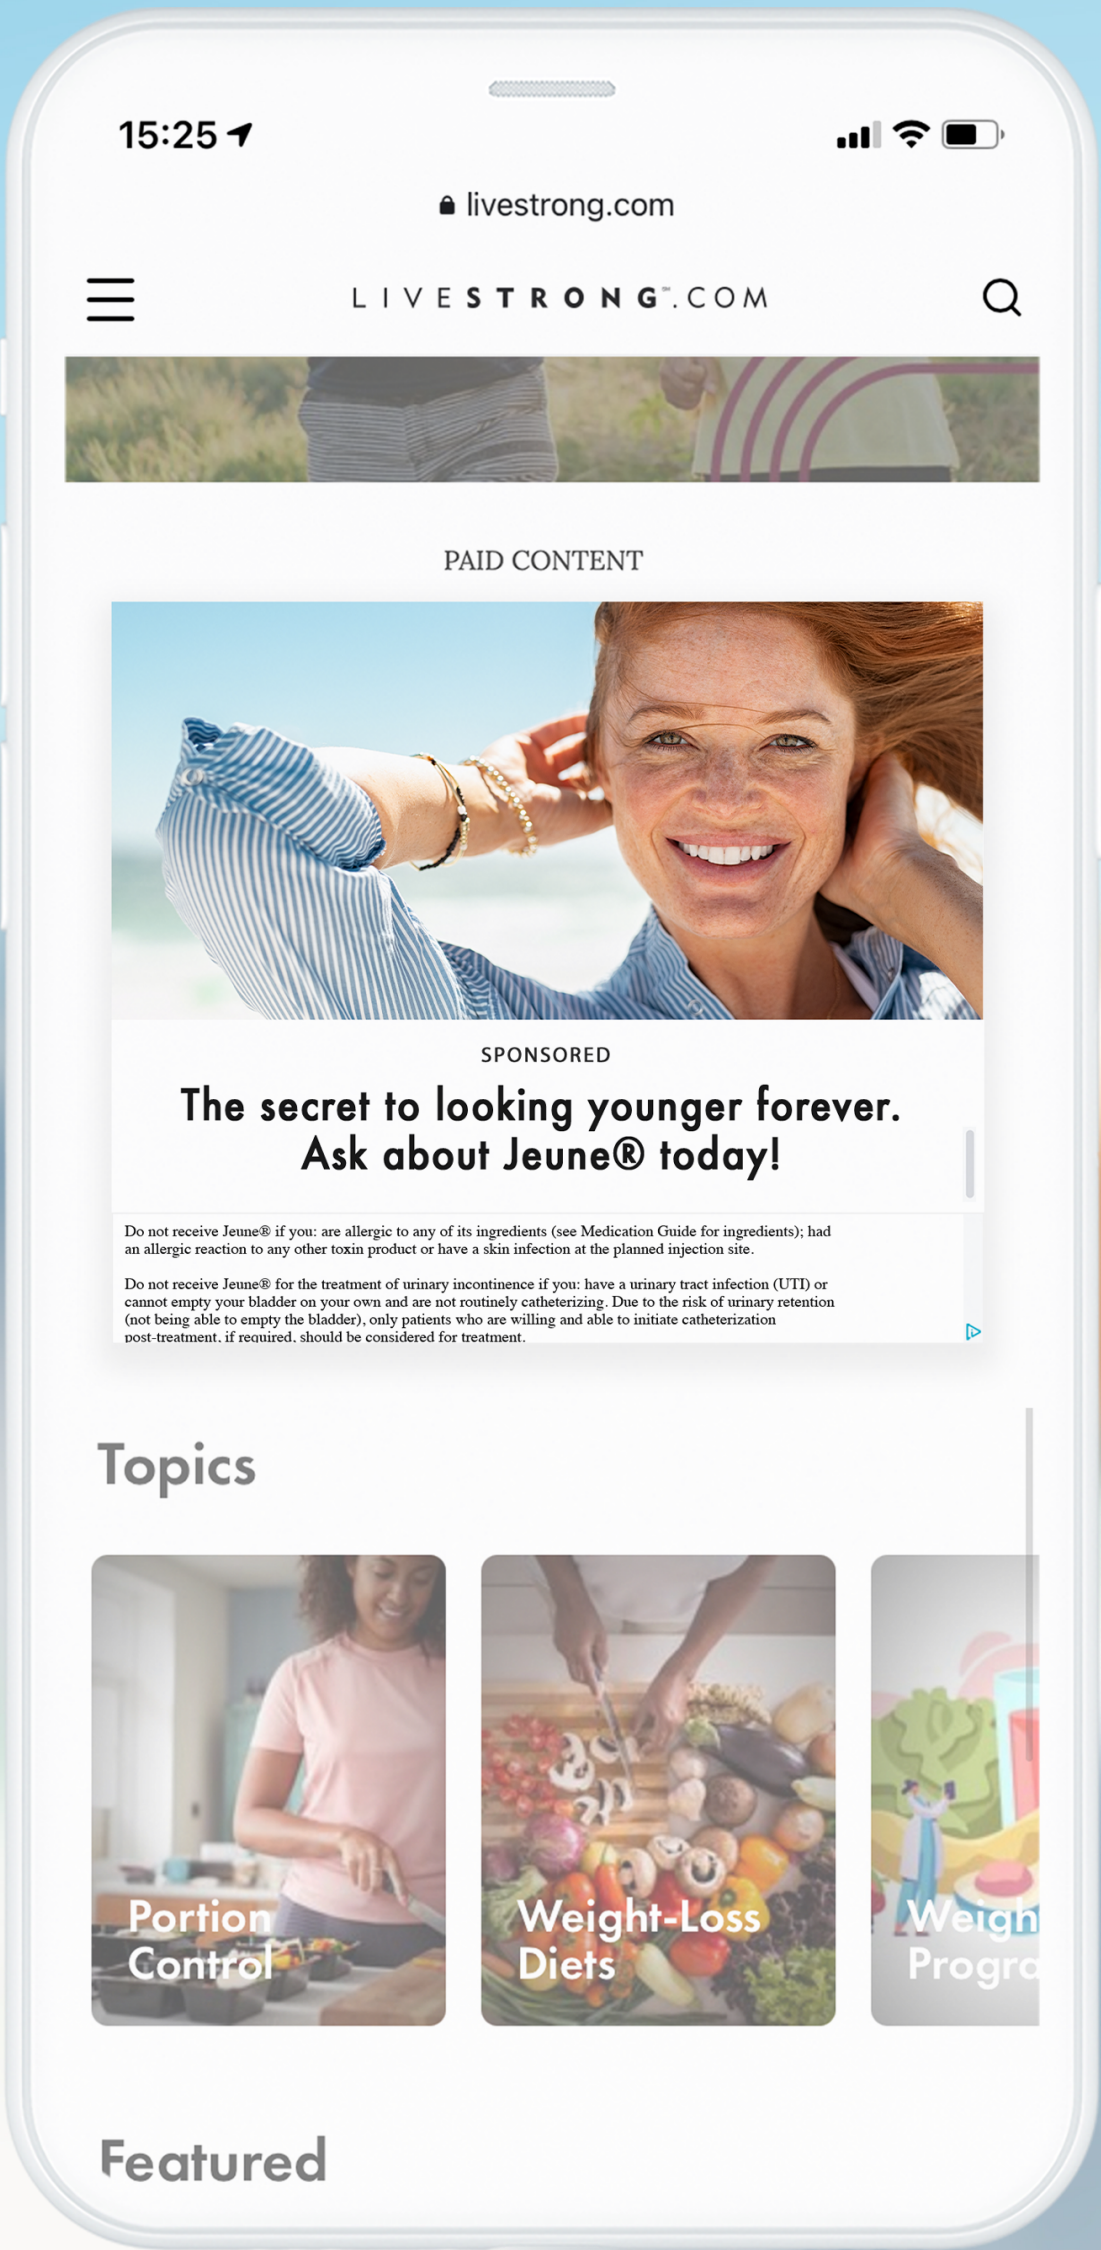 15:25
livestrong.com
LIVESTRONG℠.COM
PAID CONTENT
SPONSORED
The secret to looking younger forever.
Ask about Jeune® today!
Do not receive Jeune® if you: are allergic to any of its ingredients (see Medication Guide for ingredients); had
an allergic reaction to any other toxin product or have a skin infection at the planned injection site.
Do not receive Jeune® for the treatment of urinary incontinence if you: have a urinary tract infection (UTI) or
cannot empty your bladder on your own and are not routinely catheterizing. Due to the risk of urinary retention
(not being able to empty the bladder), only patients who are willing and able to initiate catheterization
post-treatment, if required, should be considered for treatment.
Topics
Portion
Control
Weight-Loss
Diets
Weigh
Progra
Featured